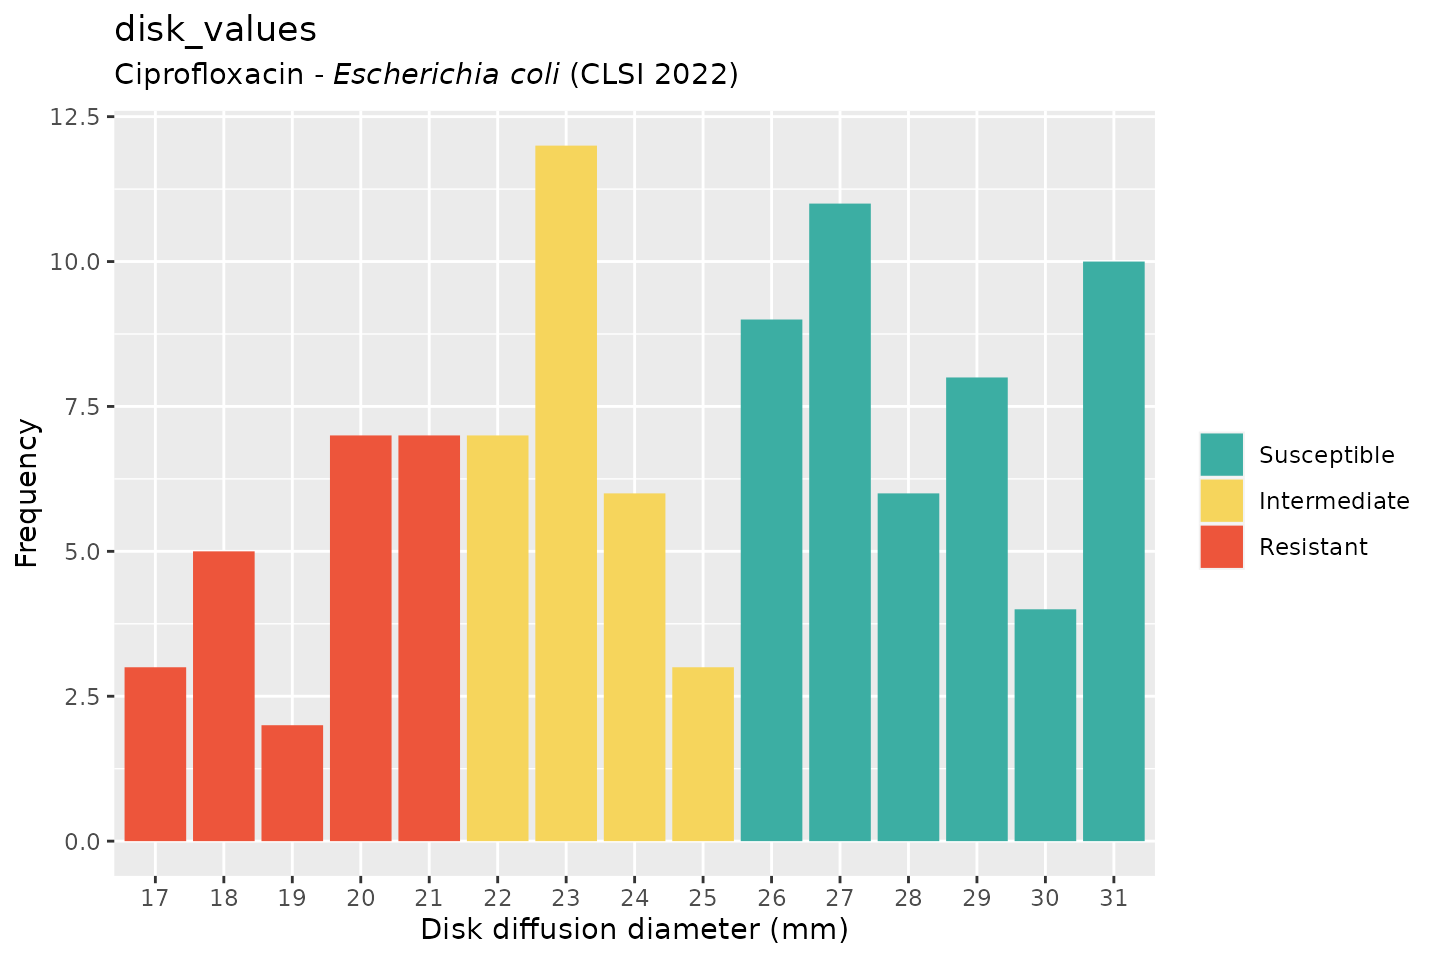 disk_values
Ciprofloxacin - Escherichia coli (CLSI 2022)
12.5
10.0
7.5
5.0
2.5
0.0
Frequency
17 18 19 20 21 22 23 24 25 26 27 28 29 30 31
Disk diffusion diameter (mm)
Susceptible
Intermediate
Resistant